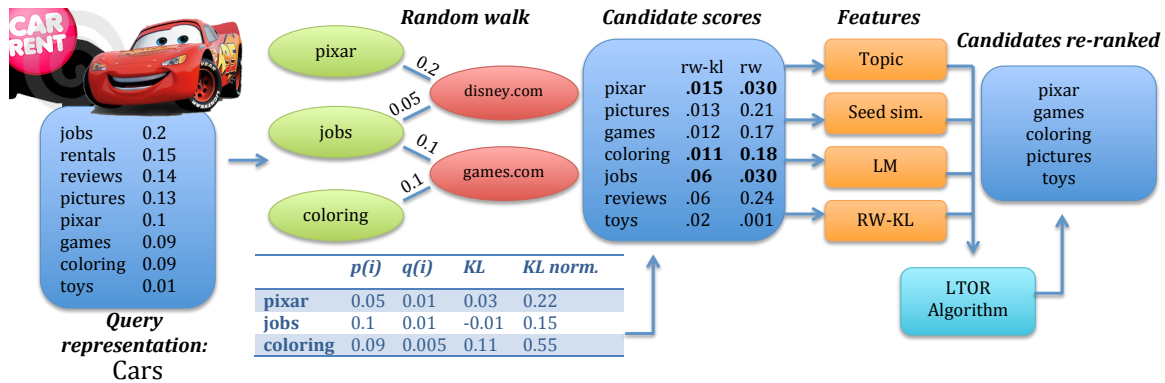 CAR
RENT
jobs 0.2
rentals 0.15
reviews 0.14
pictures 0.13
pixar 0.1
games 0.09
coloring 0.09
toys 0.01
Query
representation:
Cars
Random walk
pixar
jobs
coloring
0.2
0.05
0.1
0.1
disney.com
games.com
p(i) q(i) KL KL norm.
pixar 0.05 0.01 0.03 0.22
jobs 0.1 0.01 -0.01 0.15
coloring 0.09 0.005 0.11 0.55
Candidate scores
rw-kl rw
pixar .015 .030
pictures .013 0.21
games .012 0.17
coloring .011 0.18
jobs .06 .030
reviews .06 0.24
toys .02 .001
Features
Topic
Seed sim.
LM
RW-KL
LTOR
Algorithm
Candidates re-ranked
pixar
games
coloring
pictures
toys